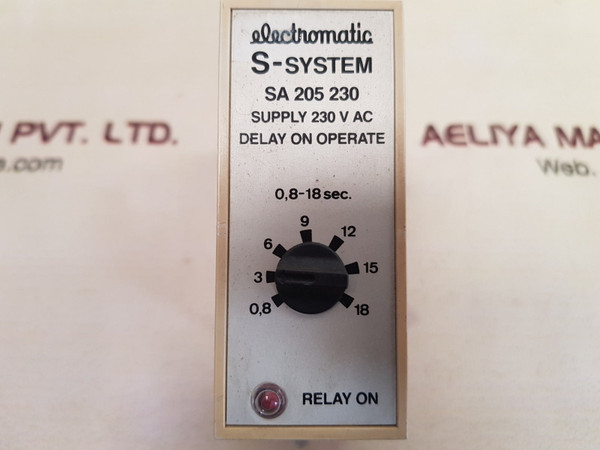 electromatic
S-SYSTEM
SA 205 230
SUPPLY 230 V AC
DELAY ON OPERATE
0,8-18 sec.
9
12
6
15
3
0,8
18
RELAY ON
PVT. LTD.
.com
AELIYA MA
Web.